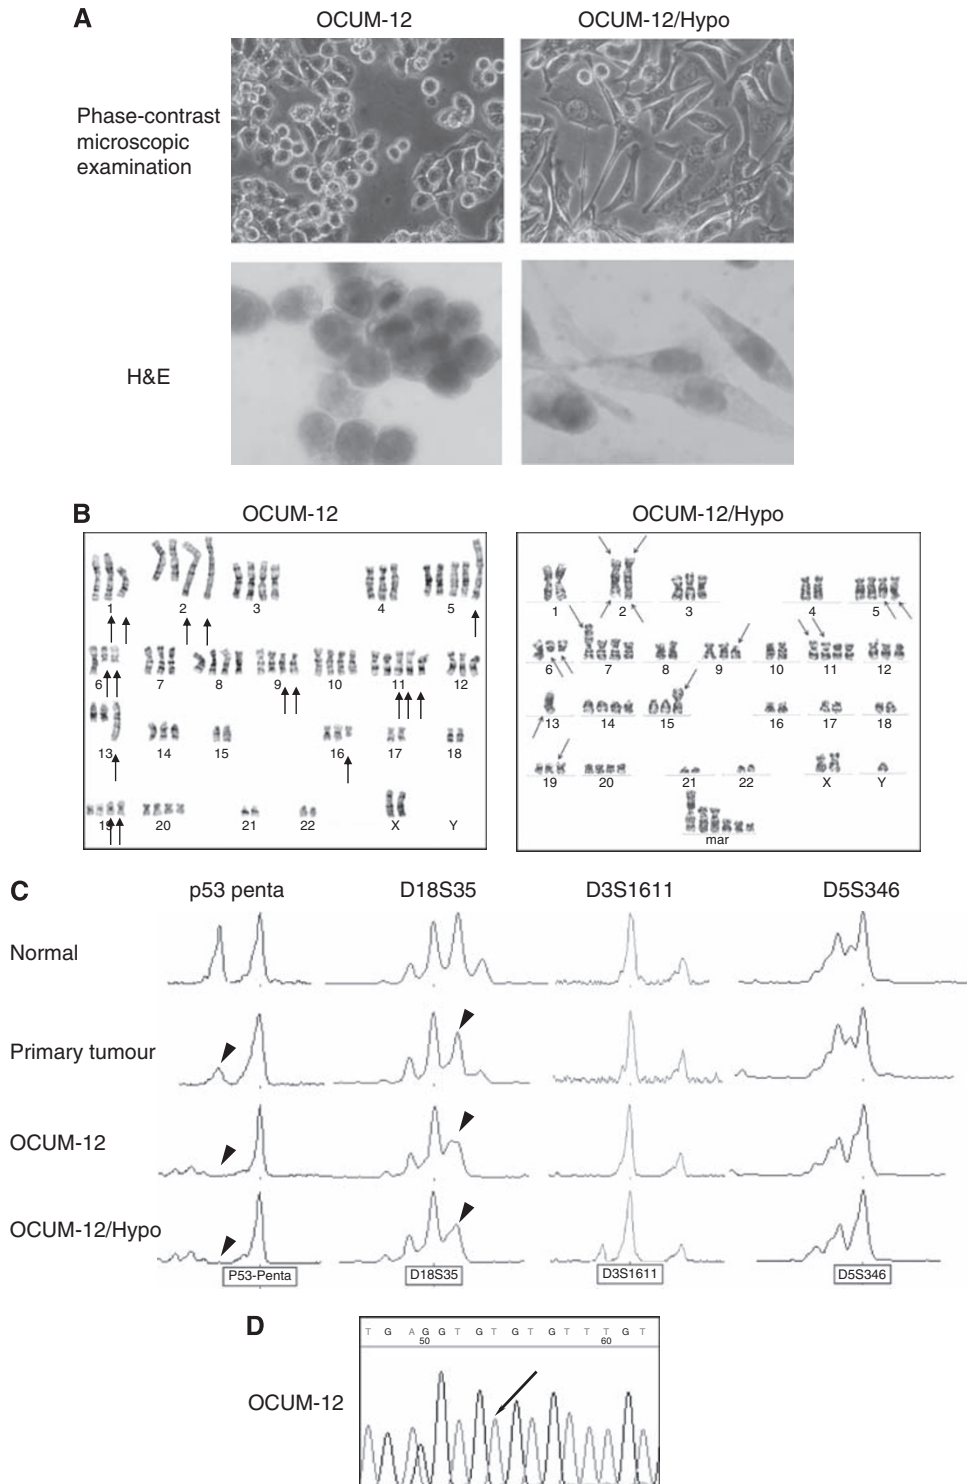 A
OCUM-12
OCUM-12/Hypo
Phase-contrast
microscopic
examination
H&E
B
OCUM-12
OCUM-12/Hypo
1 2 3 4 5
6 7 8 9 10 11 12
13 14 15 16 17 18
19 20 21 22 X Y
1 2 3 4 5
6 7 8 9 10 11 12
13 14 15 16 17 18
19 20 21 22 X Y
mar
C
p53 penta D18S35 D3S1611 D5S346
Normal
Primary tumour
OCUM-12
OCUM-12/Hypo
P53-Penta D18S35 D3S1611 D5S346
D
T G A G G T G T G T G T T T G T
50 60
OCUM-12